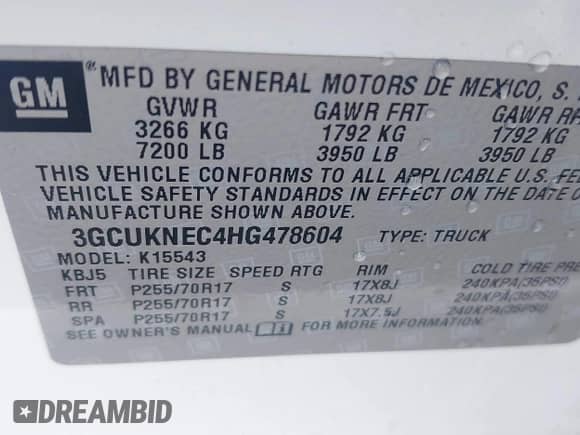 GM ® MFD BY GENERAL MOTORS DE MEXICO, S.
GVWR GAWR FRT GAWR RR
3266 KG 1792 KG 1792 KG
7200 LB 3950 LB 3950 LB
THIS VEHICLE CONFORMS TO ALL APPLICABLE U.S. FE
VEHICLE SAFETY STANDARDS IN EFFECT ON THE DATE O
MANUFACTURE SHOWN ABOVE.
3GCUKNEC4HG478604 TYPE: TRUCK
MODEL: K15543
KBJ5 TIRE SIZE SPEED RTG RIM COLD TIRE PRE
FRT P255/70R17 S 17X8J 240KPA(35PSI)
RR P255/70R17 S 17X8J 240KPA(35PSI)
SPA P255/70R17 S 17X7.5J 240KPA(35PSI)
SEE OWNER'S MANUAL FOR MORE INFORMATION
DREAMBID